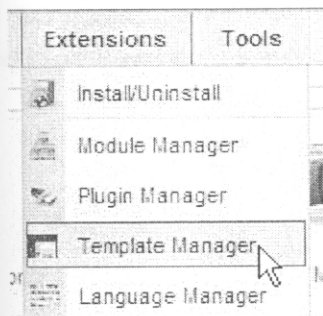 Extensions Tools
Install/Uninstall
Module Manager
Plugin Manager
Template Manager
Language Manager